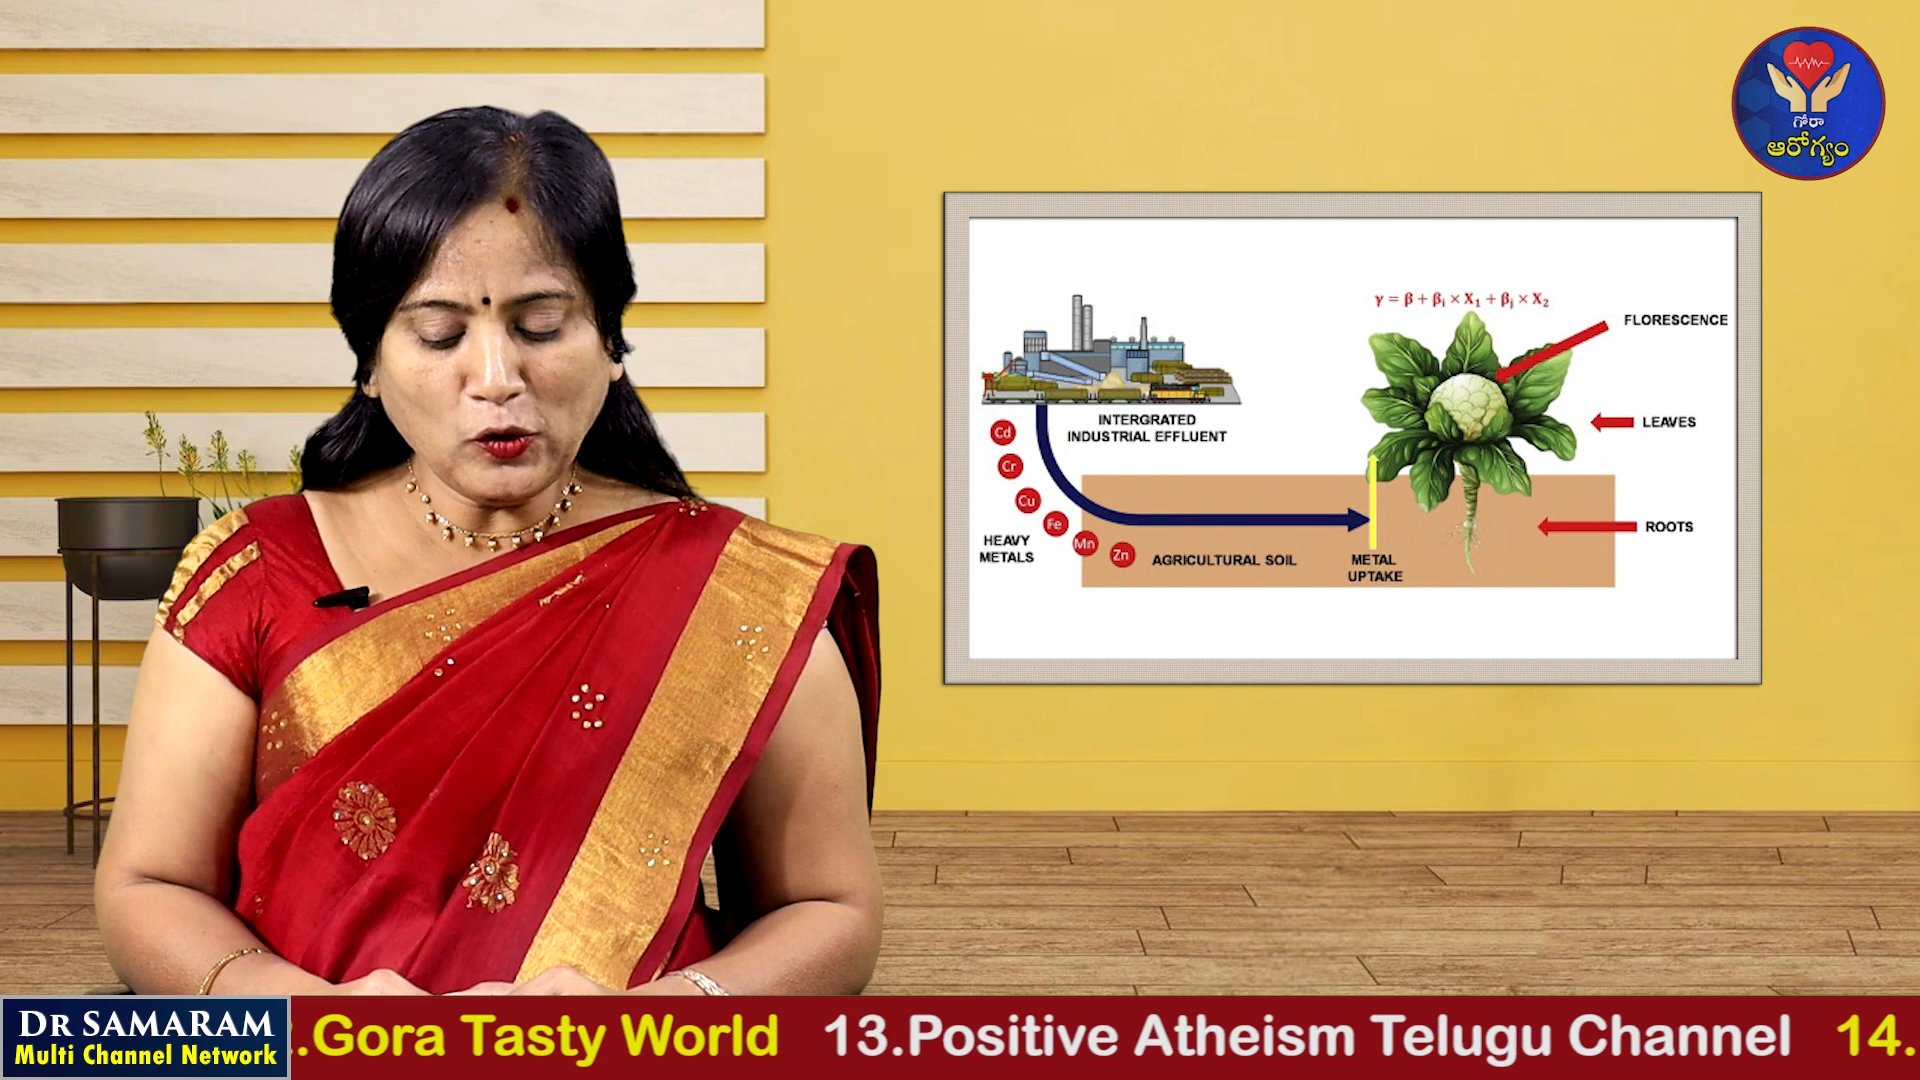 గోరా
ఆరోగ్యం
γ = β + βᵢ × X₁ + βⱼ × X₂
FLORESCENCE
INTERGRATED
INDUSTRIAL EFFLUENT
LEAVES
Cd
Cr
Cu
Fe
Mn
Zn
HEAVY
METALS
AGRICULTURAL SOIL
METAL
UPTAKE
ROOTS
DR SAMARAM
Multi Channel Network
.Gora Tasty World 13.Positive Atheism Telugu Channel 14.